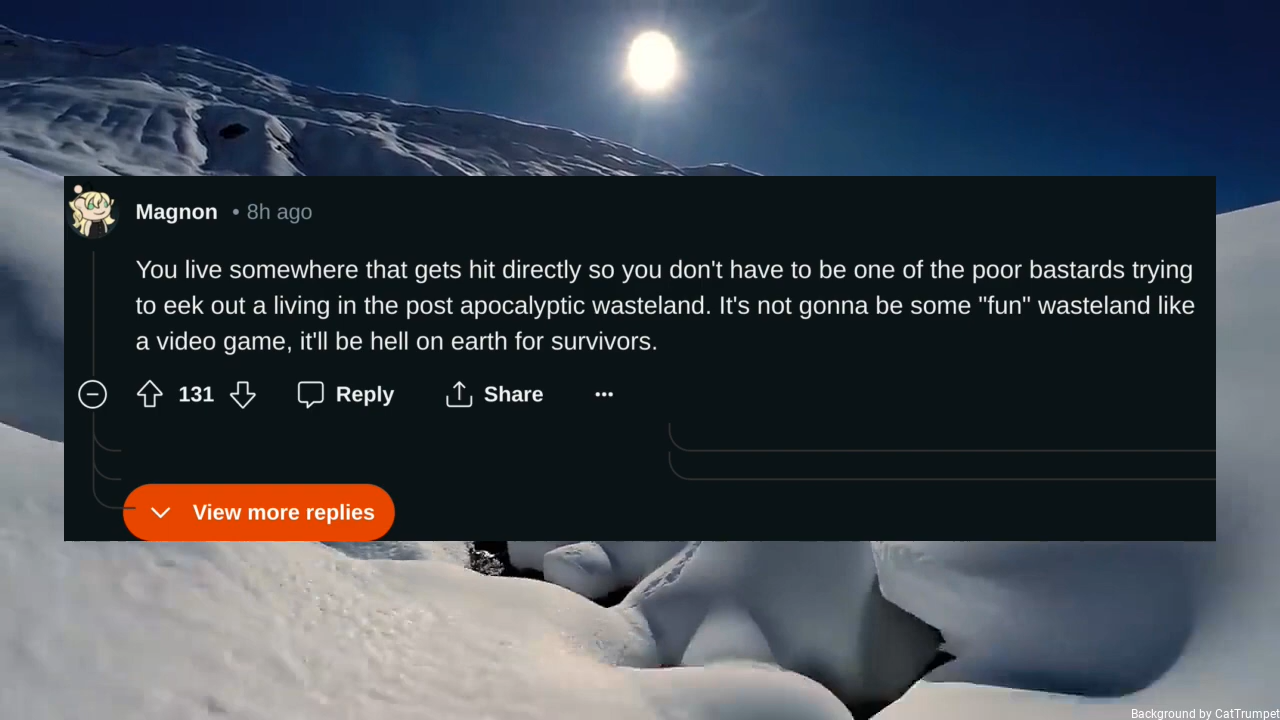 Magnon • 8h ago
You live somewhere that gets hit directly so you don't have to be one of the poor bastards trying
to eek out a living in the post apocalyptic wasteland. It's not gonna be some "fun" wasteland like
a video game, it'll be hell on earth for survivors.
131 Reply Share
View more replies
Background by CatTrumpet